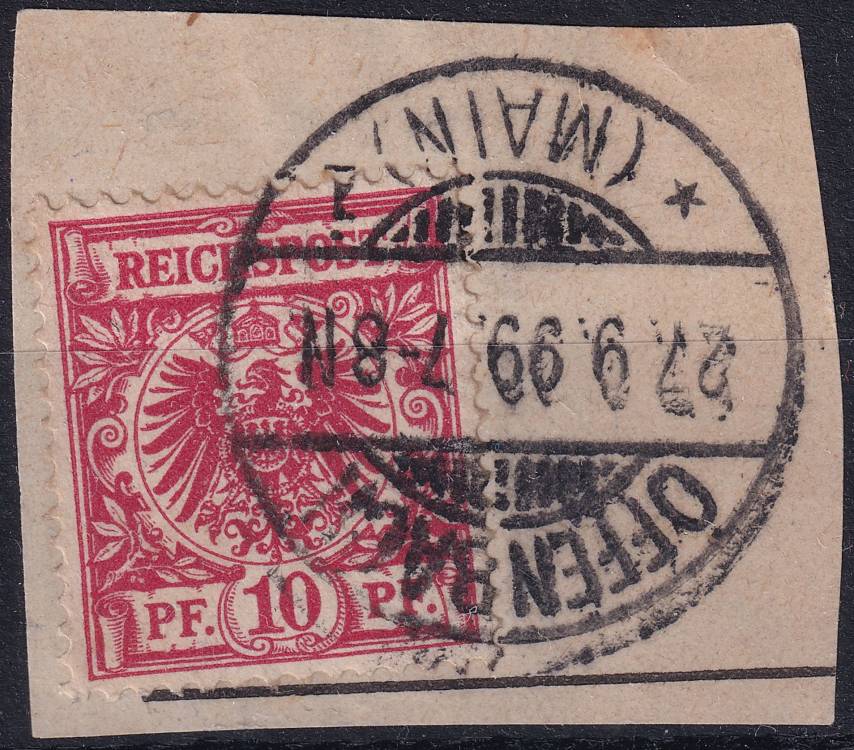 REICHSPOST
PF. 10 PF.
OFFENBACH
27.9.99. 7-8N
* (MAIN) 1